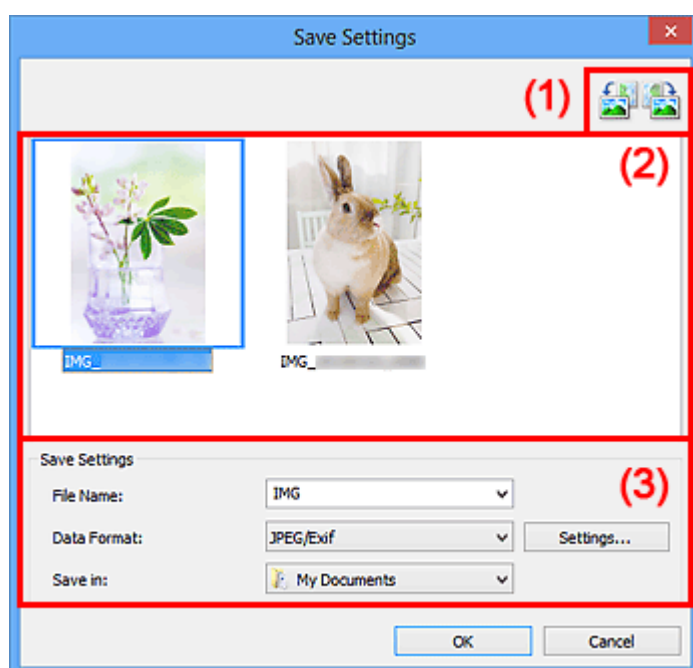 Save Settings
(1)
(2)
IMG_
IMG_
Save Settings
(3)
File Name:
IMG
Data Format:
JPEG/Exif
Settings...
Save in:
My Documents
OK
Cancel